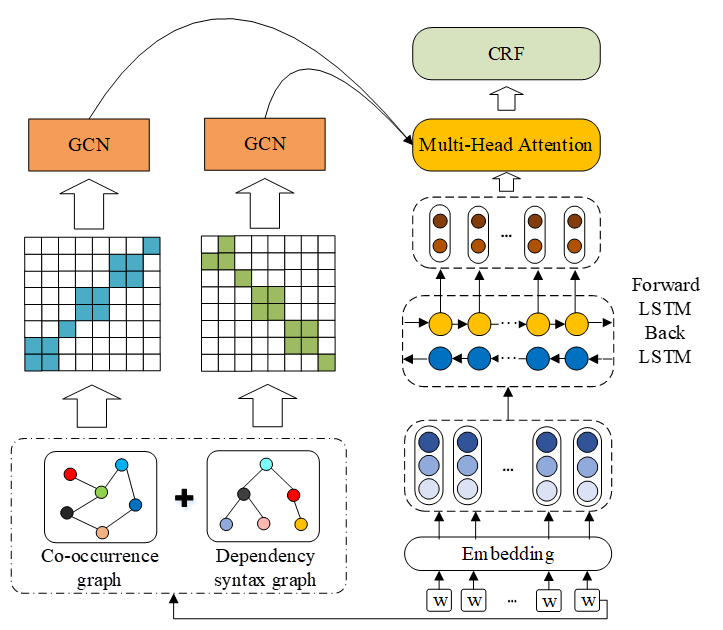 CRF
GCN
GCN
Multi-Head Attention
...
Forward
LSTM
Back
LSTM
...
...
...
Co-occurrence
graph
+
Dependency
syntax graph
Embedding
w w ... w w